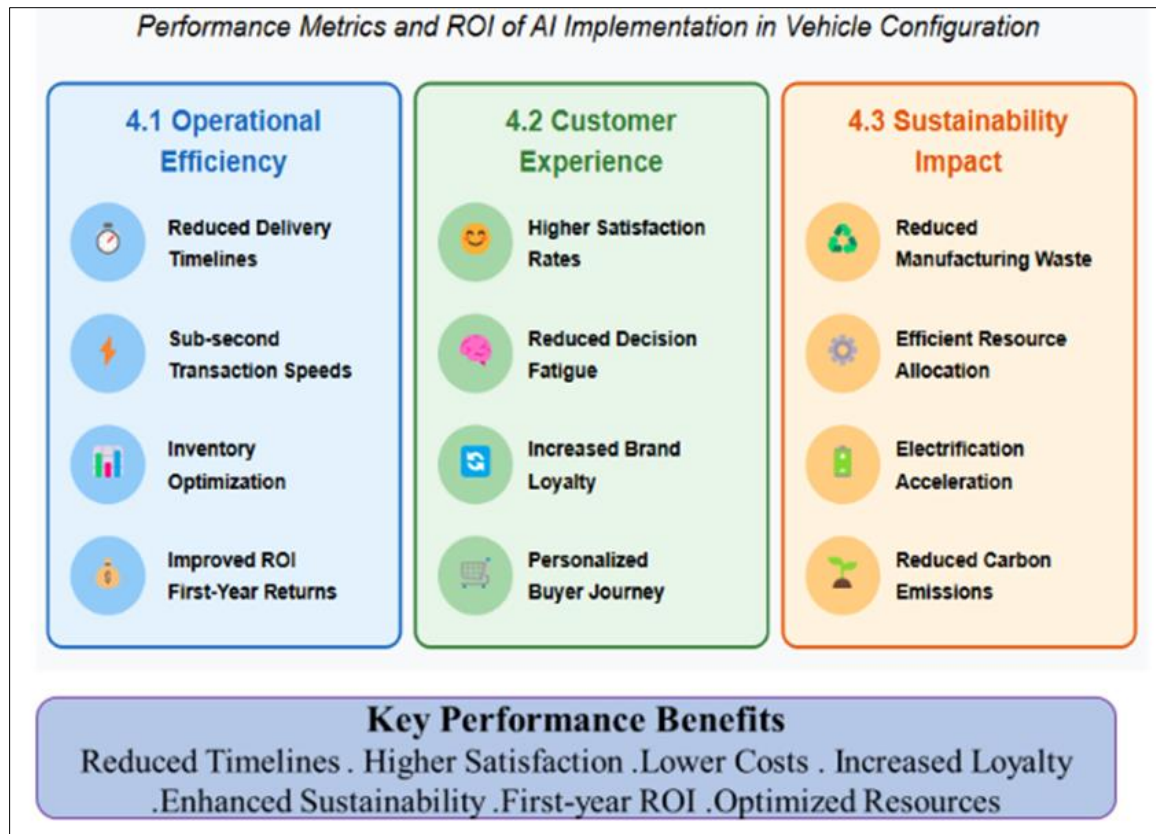 Performance Metrics and ROI of AI Implementation in Vehicle Configuration
4.1 Operational
Efficiency
Reduced Delivery
Timelines
Sub-second
Transaction Speeds
Inventory
Optimization
Improved ROI
First-Year Returns
4.2 Customer
Experience
Higher Satisfaction
Rates
Reduced Decision
Fatigue
Increased Brand
Loyalty
Personalized
Buyer Journey
4.3 Sustainability
Impact
Reduced
Manufacturing Waste
Efficient Resource
Allocation
Electrification
Acceleration
Reduced Carbon
Emissions
Key Performance Benefits
Reduced Timelines . Higher Satisfaction .Lower Costs . Increased Loyalty
.Enhanced Sustainability .First-year ROI .Optimized Resources